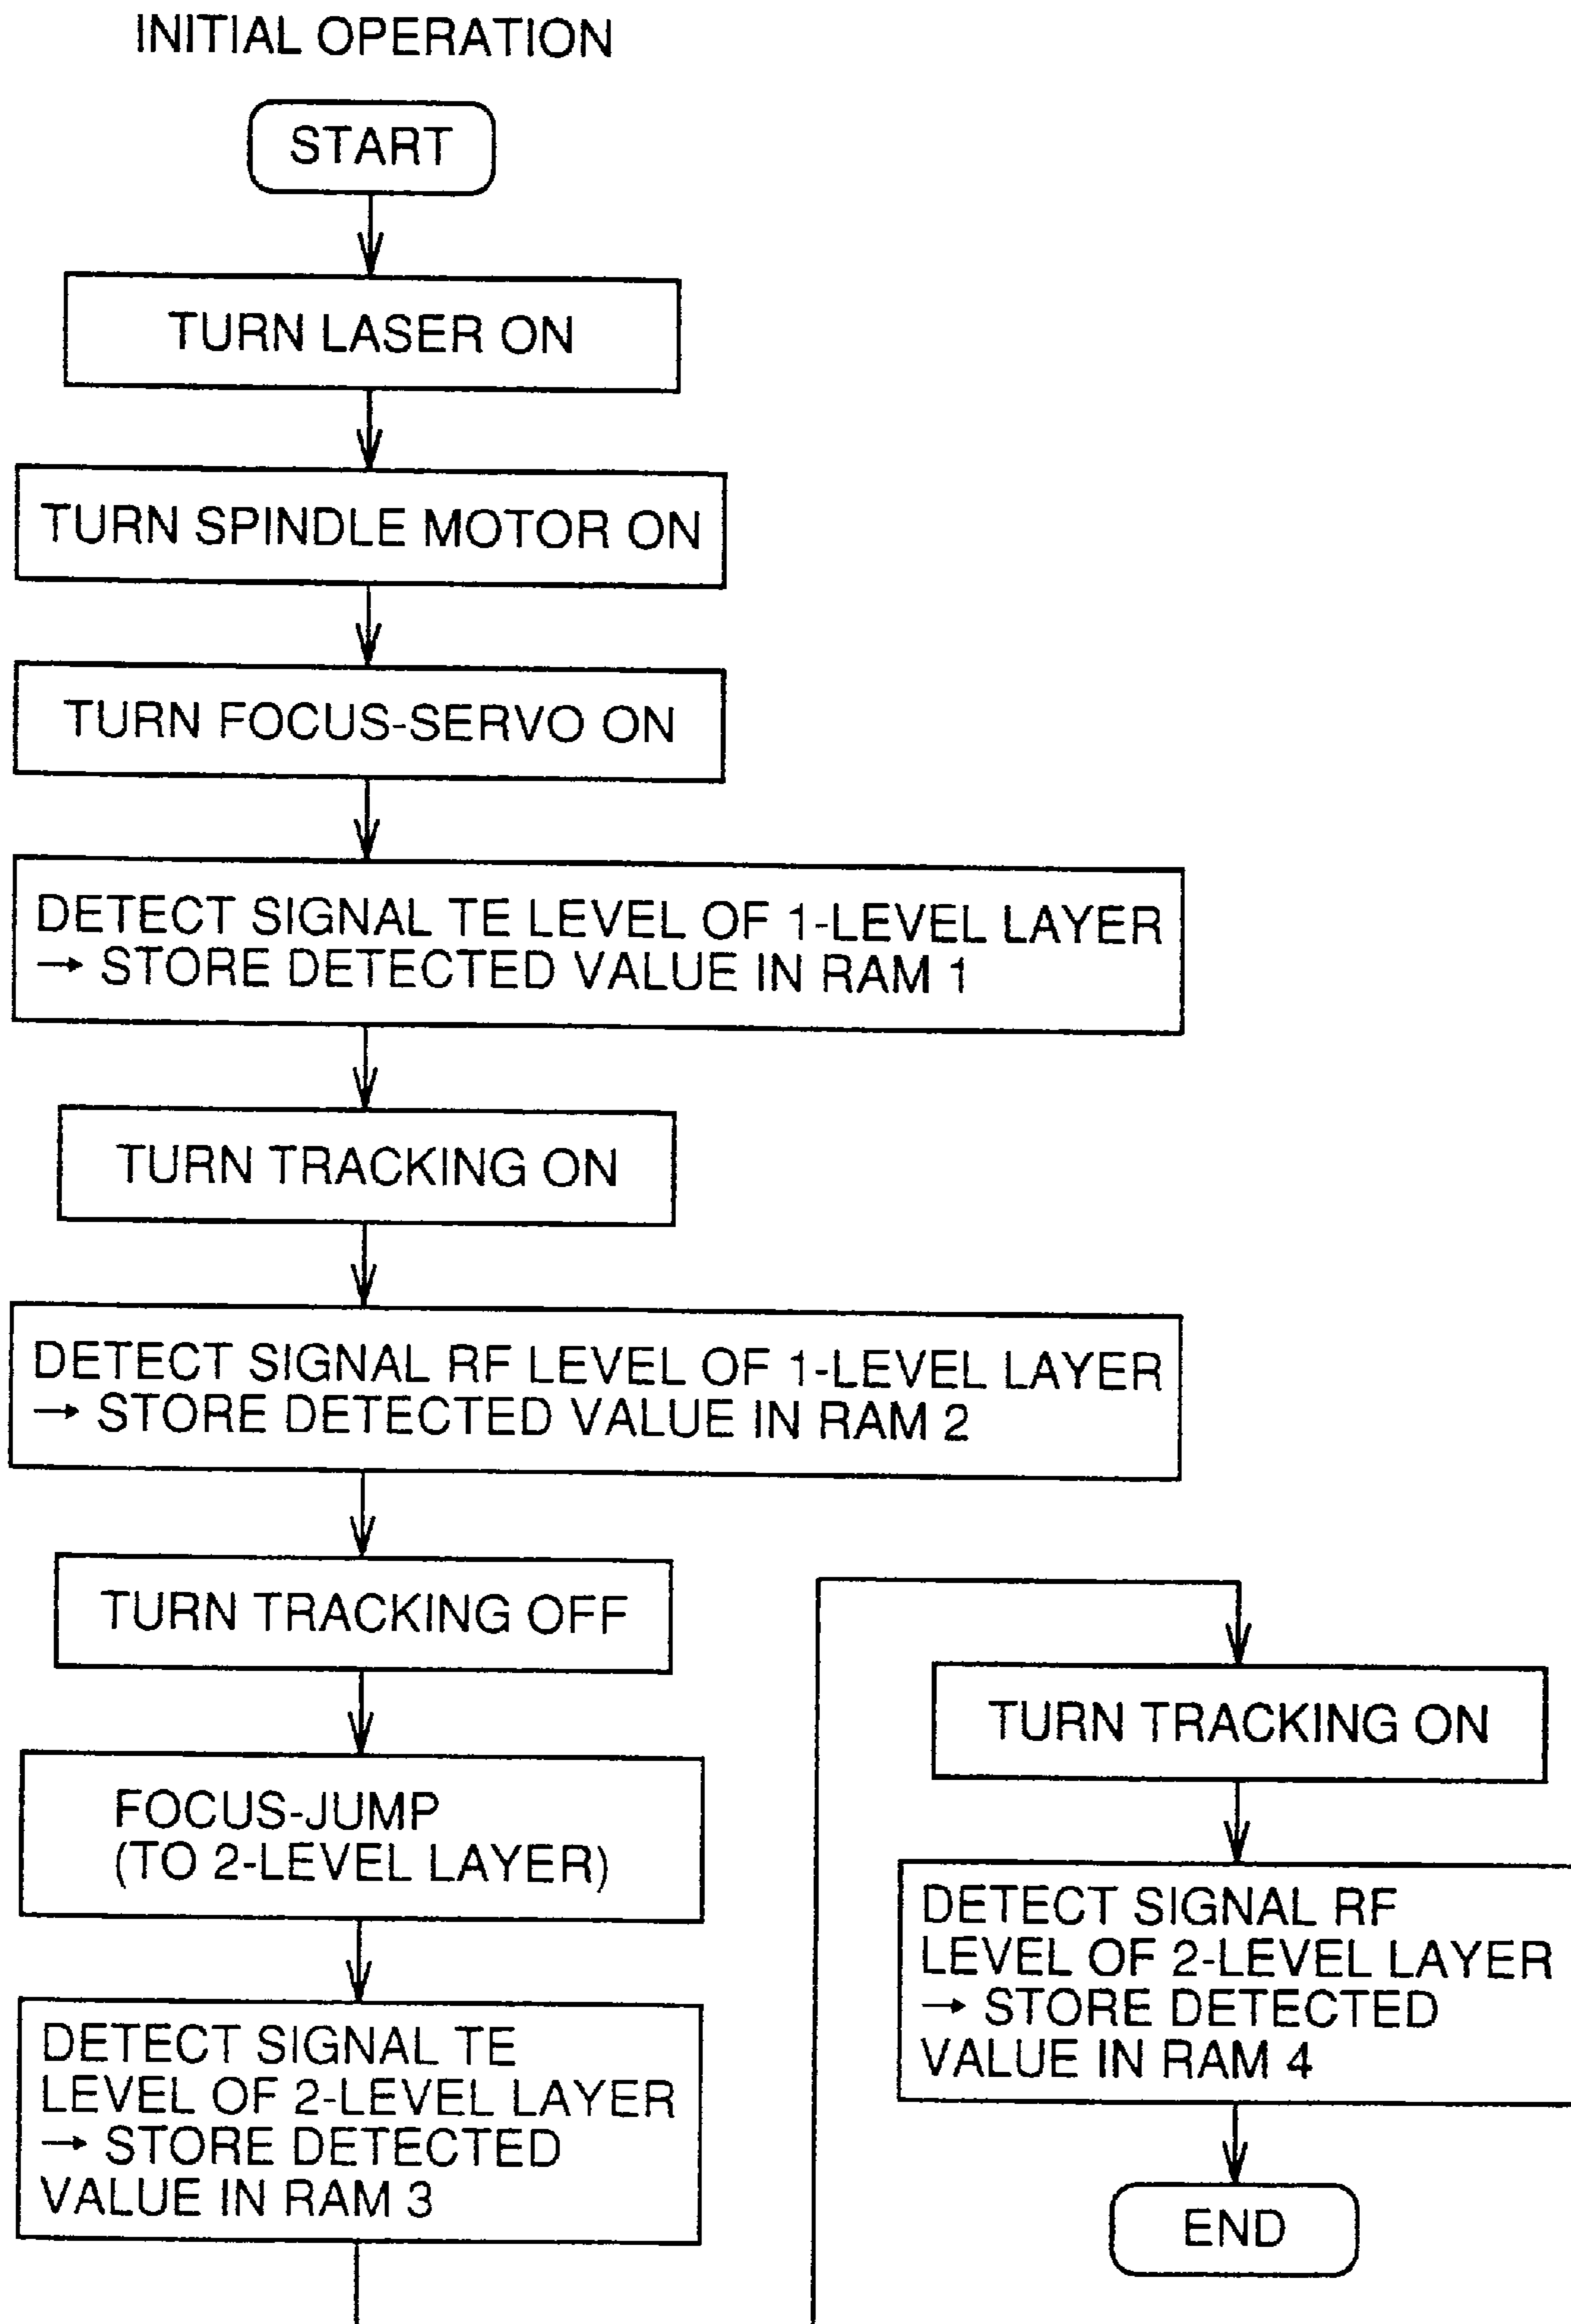 INITIAL OPERATION
START
TURN LASER ON
TURN SPINDLE MOTOR ON
TURN FOCUS-SERVO ON
DETECT SIGNAL TE LEVEL OF 1-LEVEL LAYER
→ STORE DETECTED VALUE IN RAM 1
TURN TRACKING ON
DETECT SIGNAL RF LEVEL OF 1-LEVEL LAYER
→ STORE DETECTED VALUE IN RAM 2
TURN TRACKING OFF
FOCUS-JUMP
(TO 2-LEVEL LAYER)
DETECT SIGNAL TE
LEVEL OF 2-LEVEL LAYER
→ STORE DETECTED
VALUE IN RAM 3
TURN TRACKING ON
DETECT SIGNAL RF
LEVEL OF 2-LEVEL LAYER
→ STORE DETECTED
VALUE IN RAM 4
END